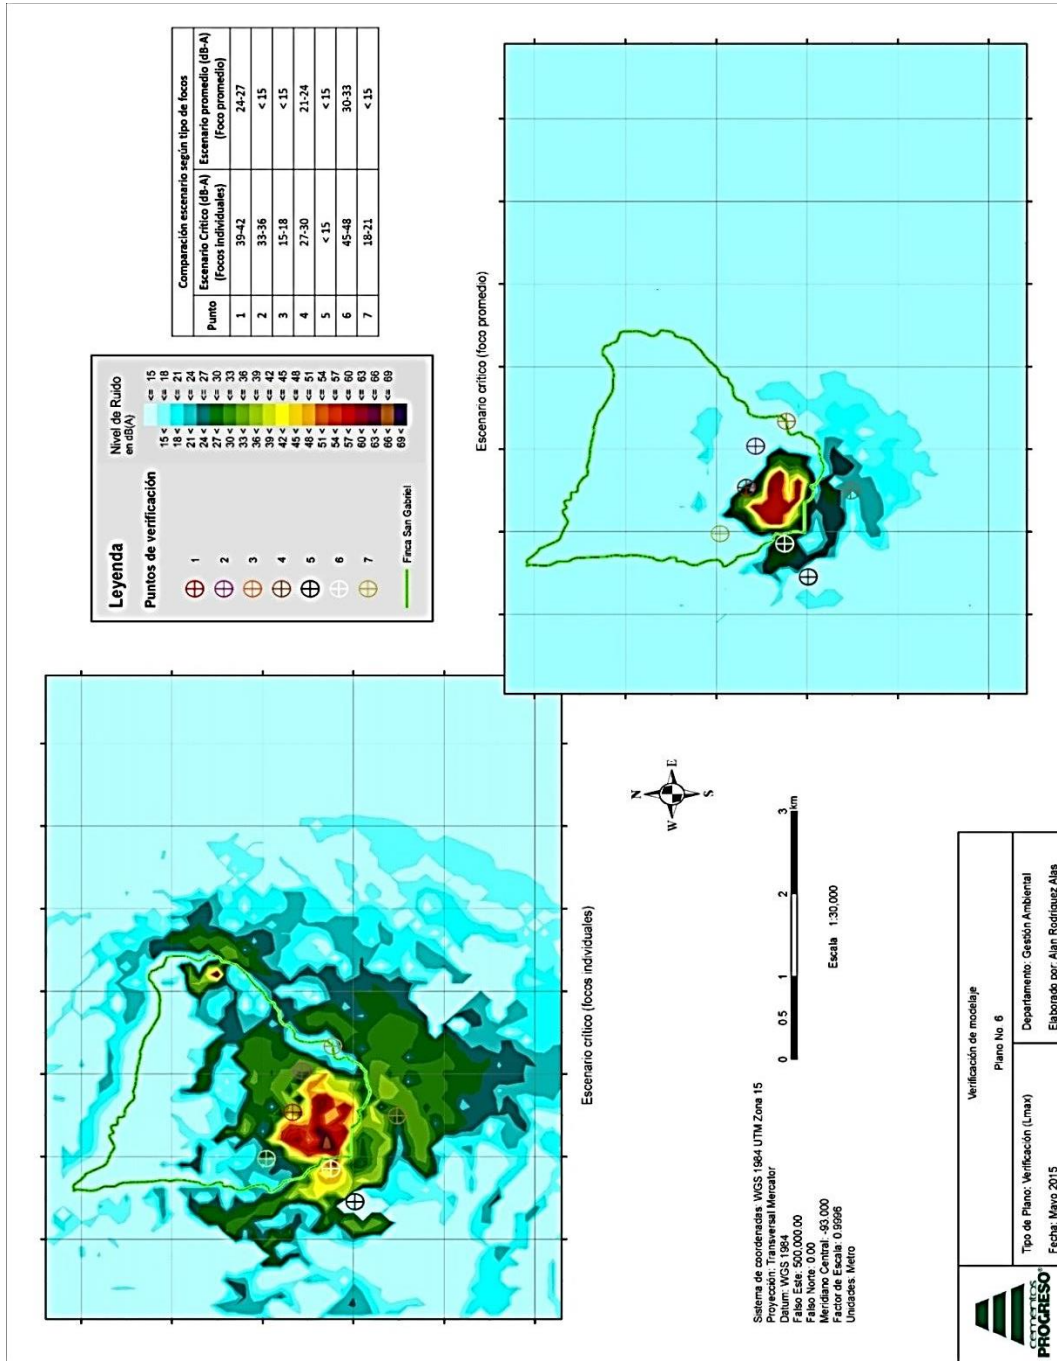 Comparación escenario según tipo de focos
Punto Escenario Crítico (dB-A) (Focos individuales) Escenario promedio (dB-A) (Foco promedio)
1 39-42 24-27
2 33-36 < 15
3 15-18 < 15
4 27-30 21-24
5 < 15 < 15
6 45-48 30-33
7 18-21 < 15
Leyenda
Puntos de verificación
1
2
3
4
5
6
7
Finca San Gabriel
Nivel de Ruido
en dB(A)
<= 15
15 < <= 18
18 < <= 21
21 < <= 24
24 < <= 27
27 < <= 30
30 < <= 33
33 < <= 36
36 < <= 39
39 < <= 42
42 < <= 45
45 < <= 48
48 < <= 51
51 < <= 54
54 < <= 57
57 < <= 60
60 < <= 63
63 < <= 66
66 < <= 69
69 <
Escenario crítico (focos individuales)
Escenario crítico (foco promedio)
N
W E
S
0 0.5 1 2 3
km
Escala 1:30,000
Sistema de coordenadas: WGS 1984 UTM Zona 15
Proyección: Transversal Mercator
Datum: WGS 1984
Falso Este: 500,000.00
Falso Norte: 0.00
Meridiano Central: -93.000
Factor de Escala: 0.9996
Unidades: Metro
cementos
PROGRESO®
Verificación de modelaje
Plano No. 6
Tipo de Plano: Verificación (Lmax)
Departamento: Gestión Ambiental
Fecha: Mayo 2015
Elaborado por: Alan Rodríguez Alas